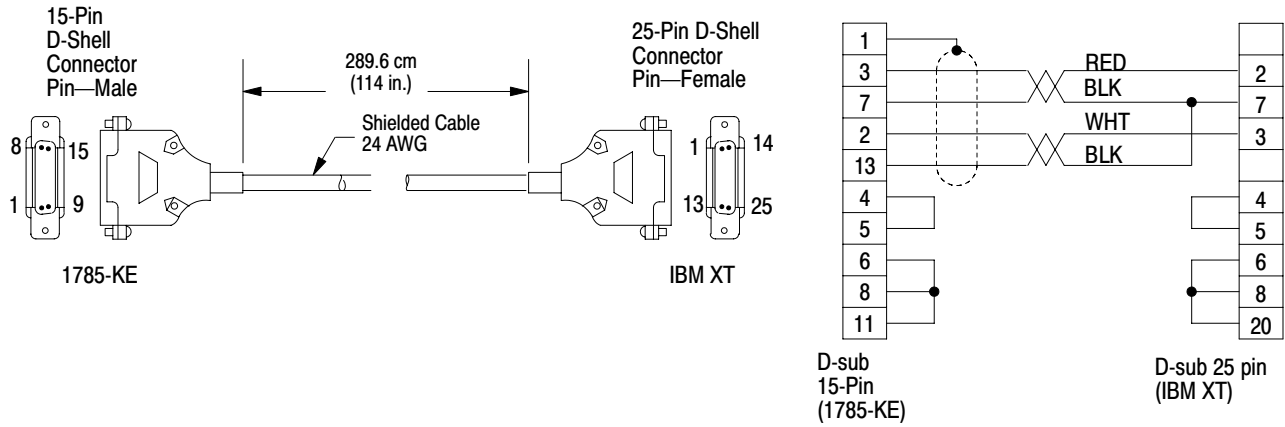 15-Pin
D-Shell
Connector
Pin—Male
289.6 cm
(114 in.)
25-Pin D-Shell
Connector
Pin—Female
Shielded Cable
24 AWG
8 15
1 9
1 14
13 25
1785-KE
IBM XT
1
3 RED 2
7 BLK 7
2 WHT 3
13 BLK
4 4
5 5
6 6
8 8
11 20
D-sub
15-Pin
(1785-KE)
D-sub 25 pin
(IBM XT)